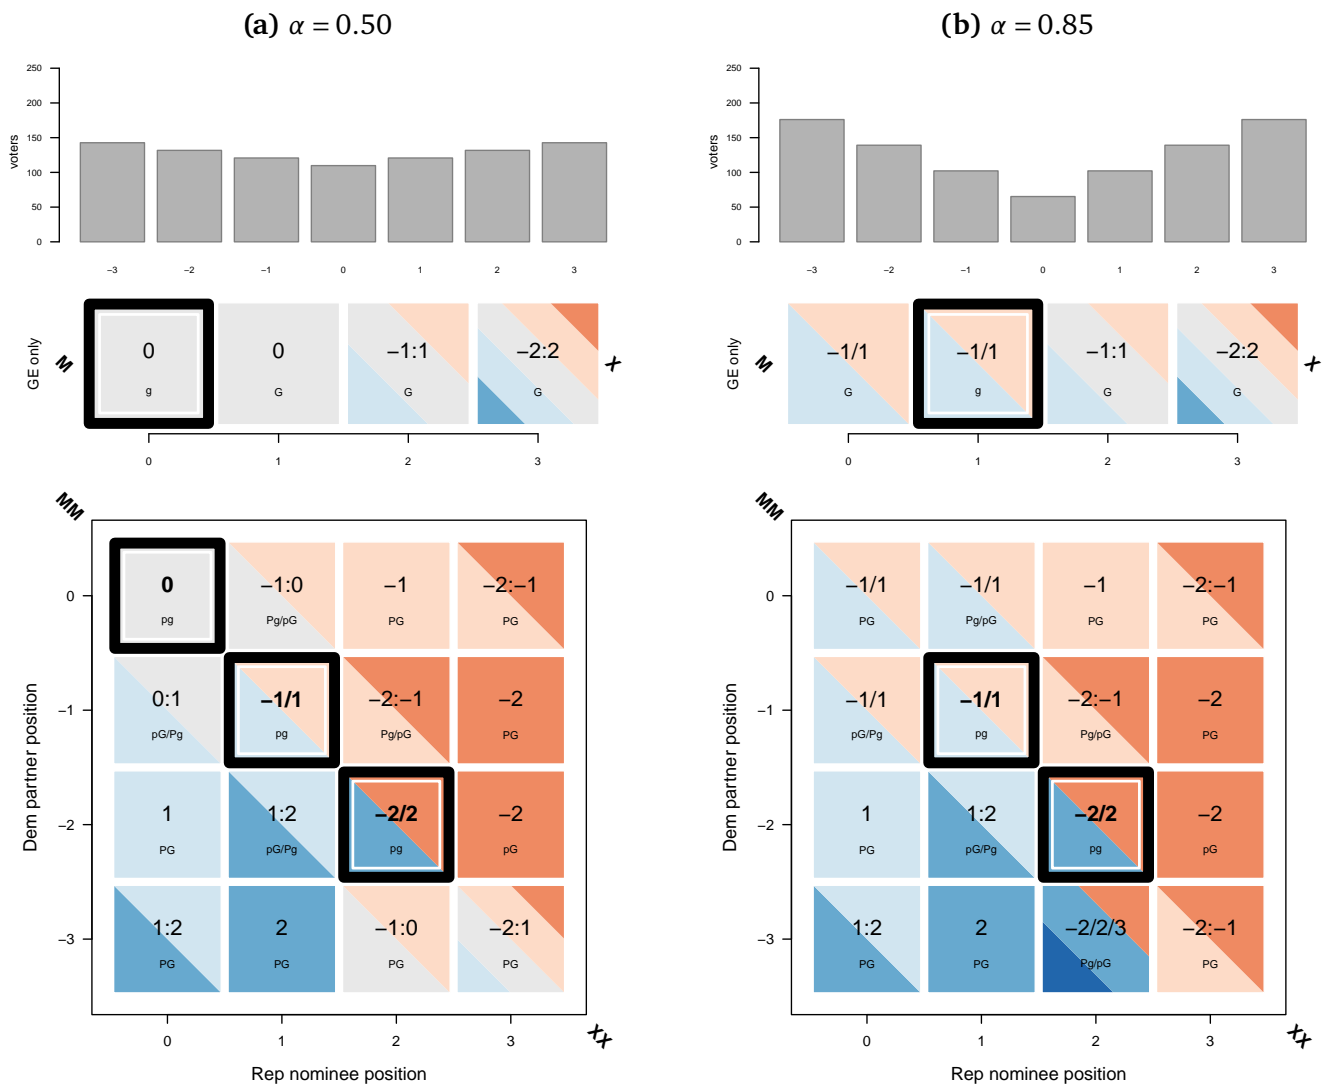 (a) α = 0.50
(b) α = 0.85
250
200
150
100
50
0
voters
−3 −2 −1 0 1 2 3
250
200
150
100
50
0
voters
−3 −2 −1 0 1 2 3
GE only
M
0 0 −1:1 −2:2
g G G G
X
0 1 2 3
GE only
M
−1/1 −1/1 −1:1 −2:2
G g G G
X
0 1 2 3
MM
Dem partner position
0
0 −1:0 −1 −2:−1
pg Pg/pG PG PG
−1
0:1 −1/1 −2:−1 −2
pG/Pg pg Pg/pG PG
−2
1 1:2 −2/2 −2
PG pG/Pg pg pG
−3
1:2 2 −1:0 −2:1
PG PG PG PG
0 1 2 3
XX
Rep nominee position
MM
Dem partner position
0
−1/1 −1/1 −1 −2:−1
PG Pg/pG PG PG
−1
−1/1 −1/1 −2:−1 −2
pG/Pg pg Pg/pG PG
−2
1 1:2 −2/2 −2
PG pG/Pg pg pG
−3
1:2 2 −2/2/3 −2:−1
PG PG Pg/pG PG
0 1 2 3
XX
Rep nominee position